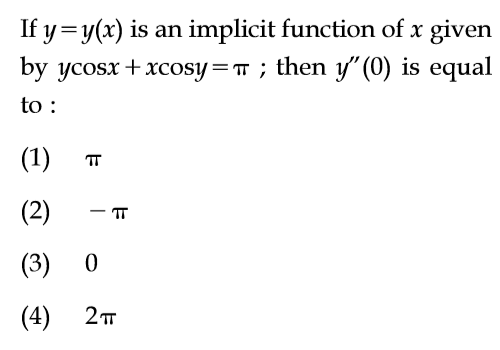 If y=y(x) is an implicit function of x given
by ycosx+xcosy=π ; then y″(0) is equal
to :
(1) π
(2) −π
(3) 0
(4) 2π